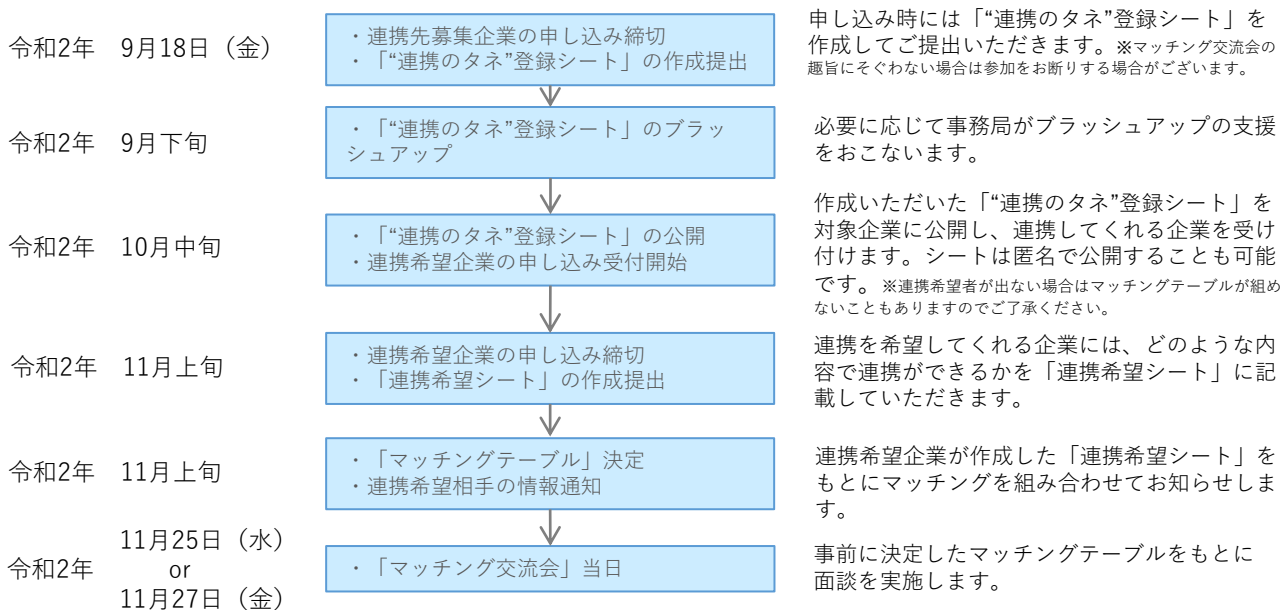 令和2年　9月18日（金）
・連携先募集企業の申し込み締切
・「“連携のタネ”登録シート」の作成提出
申し込み時には「“連携のタネ”登録シート」を
作成してご提出いただきます。※マッチング交流会の
趣旨にそぐわない場合は参加をお断りする場合がございます。
令和2年　9月下旬
・「“連携のタネ”登録シート」のブラッ
シュアップ
必要に応じて事務局がブラッシュアップの支援
をおこないます。
令和2年　10月中旬
・「“連携のタネ”登録シート」の公開
・連携希望企業の申し込み受付開始
作成いただいた「“連携のタネ”登録シート」を
対象企業に公開し、連携してくれる企業を受け
付けます。シートは匿名で公開することも可能
です。※連携希望者が出ない場合はマッチングテーブルが組め
ないこともありますのでご了承ください。
令和2年　11月上旬
・連携希望企業の申し込み締切
・「連携希望シート」の作成提出
連携を希望してくれる企業には、どのような内
容で連携ができるかを「連携希望シート」に記
載していただきます。
令和2年　11月上旬
・「マッチングテーブル」決定
・連携希望相手の情報通知
連携希望企業が作成した「連携希望シート」を
もとにマッチングを組み合わせてお知らせしま
す。
令和2年
11月25日（水）
or
11月27日（金）
・「マッチング交流会」当日
事前に決定したマッチングテーブルをもとに
面談を実施します。